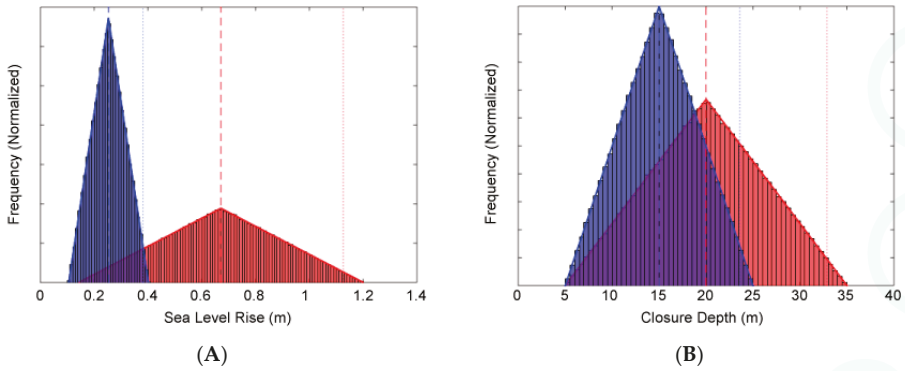 Frequency (Normalized)
0 0.2 0.4 0.6 0.8 1 1.2 1.4
Sea Level Rise (m)
(A)
Frequency (Normalized)
0 5 10 15 20 25 30 35 40
Closure Depth (m)
(B)